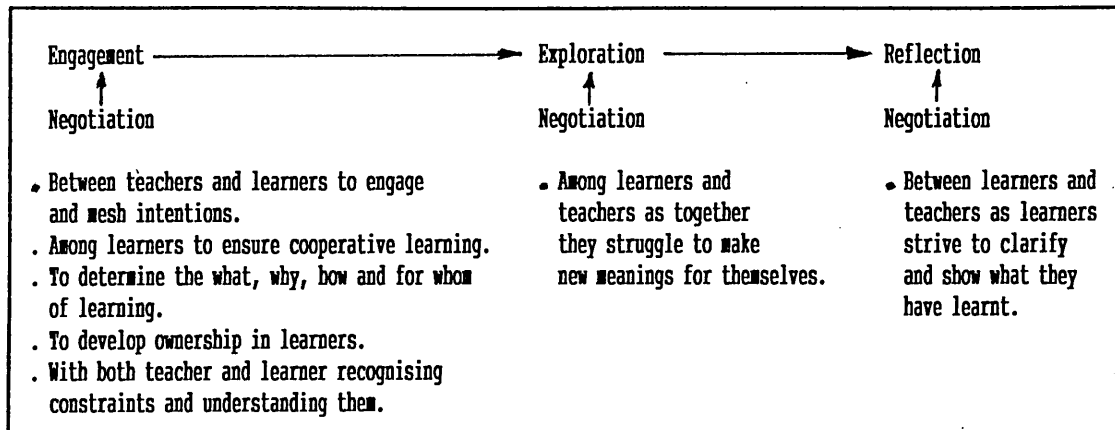 Engagement Exploration Reflection
Negotiation Negotiation Negotiation
. Between teachers and learners to engage
and mesh intentions.
. Among learners to ensure cooperative learning.
. To determine the what, why, how and for whom
of learning.
. To develop ownership in learners.
. With both teacher and learner recognising
constraints and understanding them.
. Among learners and
teachers as together
they struggle to make
new meanings for themselves.
. Between learners and
teachers as learners
strive to clarify
and show what they
have learnt.